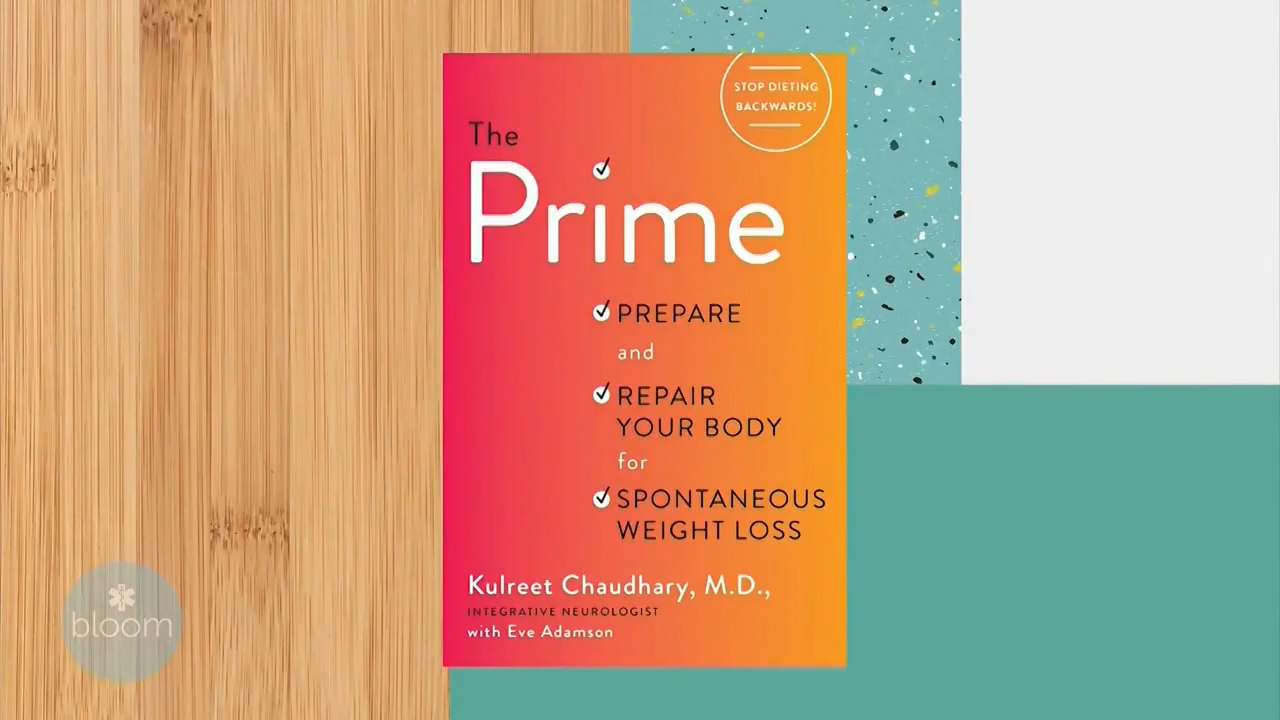 STOP DIETING
BACKWARDS!
The
Prime
PREPARE
and
REPAIR
YOUR BODY
for
SPONTANEOUS
WEIGHT LOSS
Kulreet Chaudhary, M.D.,
INTEGRATIVE NEUROLOGIST
with Eve Adamson
bloom